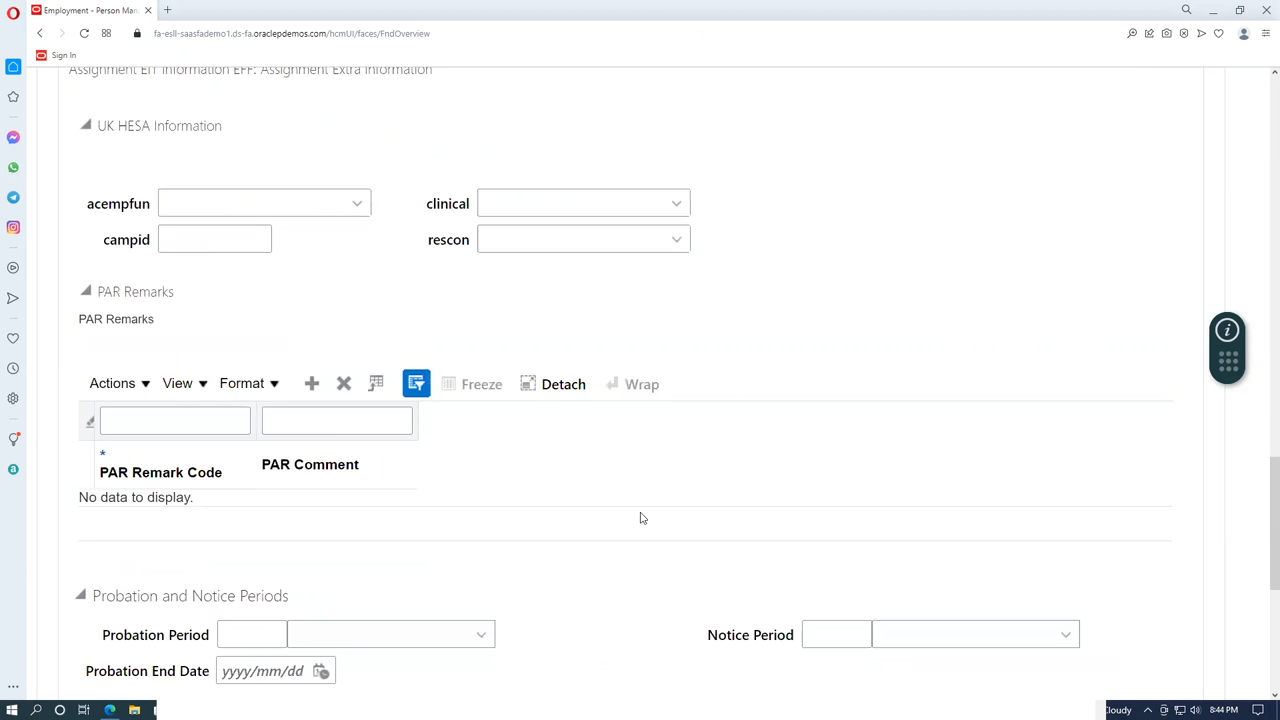 Employment - Person Man
fa-esll-saasfademo1.ds-fa.oraclepdemos.com/hcmUI/faces/FndOverview
Sign In
Assignment EIT Information EFF: Assignment Extra Information
UK HESA Information
acempfun clinical
campid rescon
PAR Remarks
PAR Remarks
Actions View Format Freeze Detach Wrap
*
PAR Remark Code PAR Comment
No data to display.
Probation and Notice Periods
Probation Period Notice Period
Probation End Date yyyy/mm/dd
Cloudy 8:44 PM